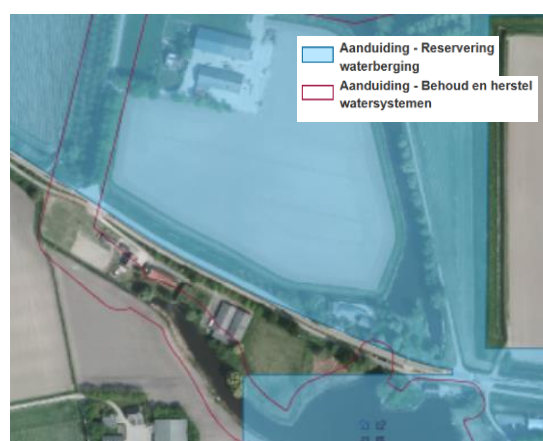 Aanduiding - Reservering
waterberging
Aanduiding - Behoud en herstel
watersystemen